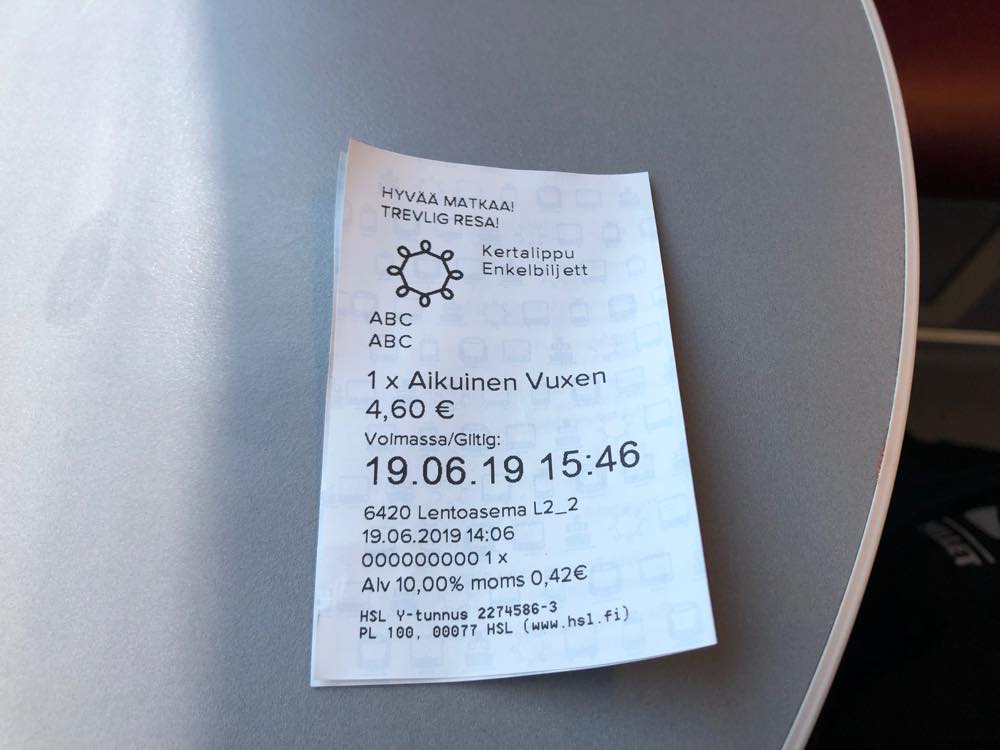 HYVÄÄ MATKAA!
TREVLIG RESA!
Kertalippu
Enkelbiljett
ABC
ABC
1 x Aikuinen Vuxen
4,60 €
Voimassa/Giltig:
19.06.19 15:46
6420 Lentoasema L2_2
19.06.2019 14:06
000000000 1 x
Alv 10,00% moms 0,42€
HSL Y-tunnus 2274586-3
PL 100, 00077 HSL (www.hsl.fi)